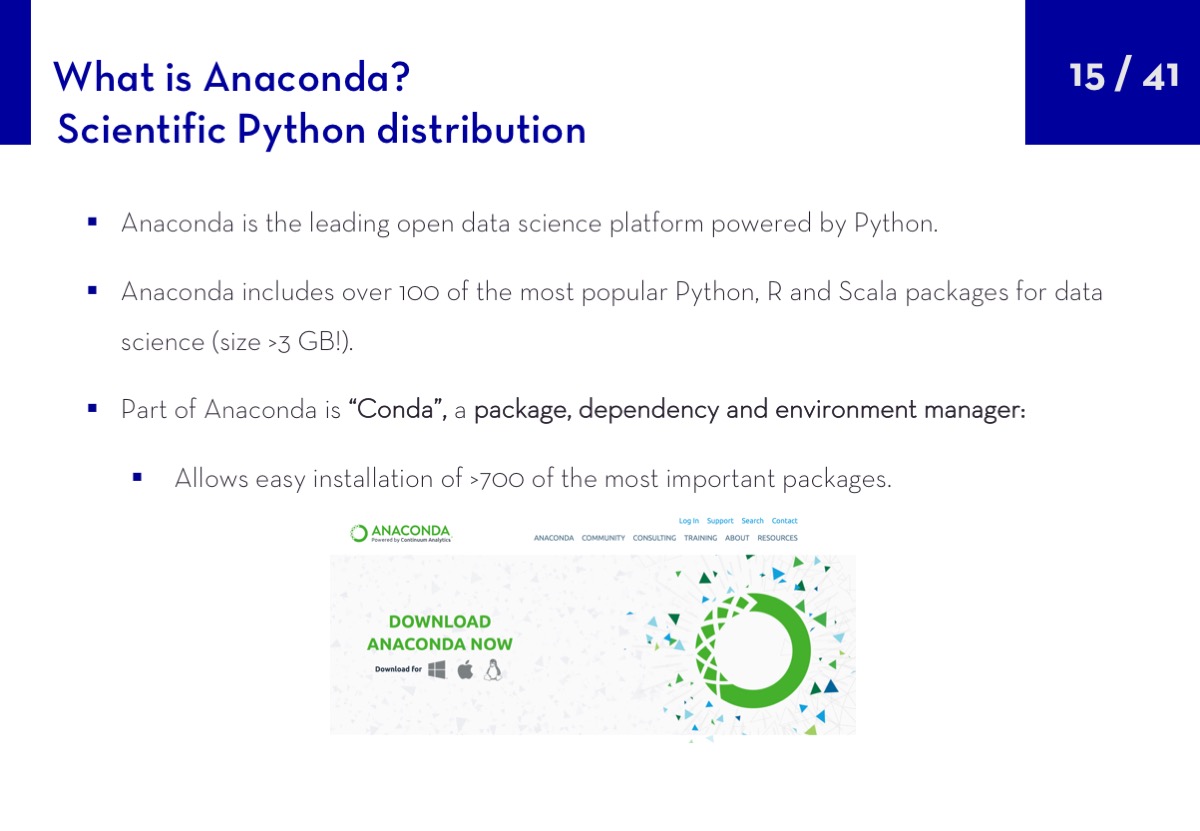 What is Anaconda?
Scientific Python distribution
15 / 41
▪ Anaconda is the leading open data science platform powered by Python.
▪ Anaconda includes over 100 of the most popular Python, R and Scala packages for data
science (size >3 GB!).
▪ Part of Anaconda is “Conda”, a package, dependency and environment manager:
▪ Allows easy installation of >700 of the most important packages.
Log In Support Search Contact
ANACONDA
Powered by Continuum Analytics
ANACONDA COMMUNITY CONSULTING TRAINING ABOUT RESOURCES
DOWNLOAD
ANACONDA NOW
Download for